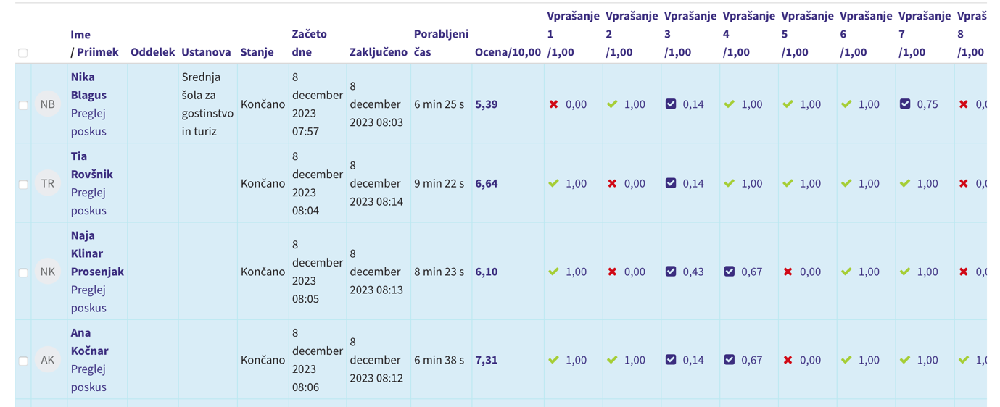 Ime / Priimek Oddelek Ustanova Stanje Začeto dne Zaključeno Porabljeni čas Ocena/10,00 Vprašanje 1 /1,00 Vprašanje 2 /1,00 Vprašanje 3 /1,00 Vprašanje 4 /1,00 Vprašanje 5 /1,00 Vprašanje 6 /1,00 Vprašanje 7 /1,00 Vpraš 8 /1,00
NB Nika Blagus Preglej poskus Srednja šola za gostinstvo in turiz Končano 8 december 2023 07:57 8 december 2023 08:03 6 min 25 s 5,39 0,00 1,00 0,14 1,00 1,00 1,00 0,75 0,0
TR Tia Rovšnik Preglej poskus Končano 8 december 2023 08:04 8 december 2023 08:14 9 min 22 s 6,64 1,00 0,00 0,14 1,00 1,00 1,00 1,00 0,0
NK Naja Klinar Prosenjak Preglej poskus Končano 8 december 2023 08:05 8 december 2023 08:13 8 min 23 s 6,10 1,00 0,00 0,43 0,67 0,00 1,00 1,00 0,0
AK Ana Kočnar Preglej poskus Končano 8 december 2023 08:06 8 december 2023 08:12 6 min 38 s 7,31 1,00 1,00 0,14 0,67 0,00 1,00 1,00 1,0